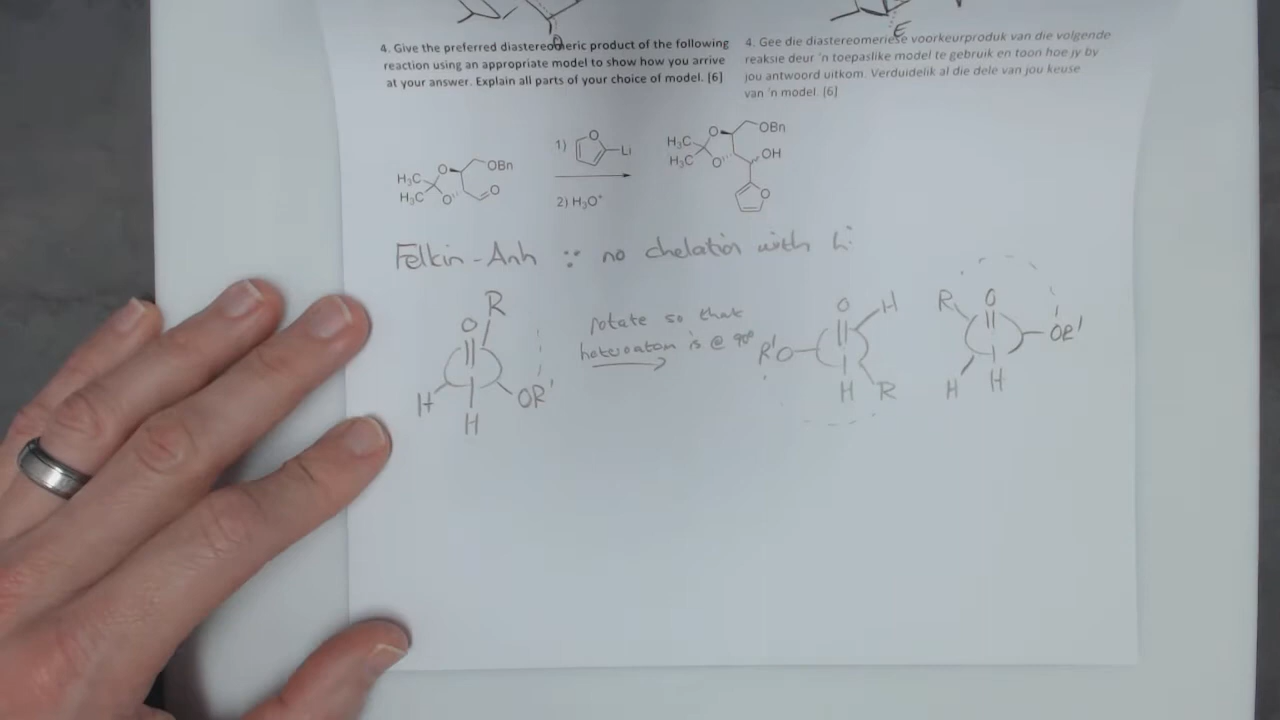 4. Give the preferred diastereomeric product of the following
reaction using an appropriate model to show how you arrive
at your answer. Explain all parts of your choice of model. [6]
E
4. Gee die diastereomeriese voorkeurproduk van die volgende
reaksie deur 'n toepaslike model te gebruik en toon hoe jy by
jou antwoord uitkom. Verduidelik al die dele van jou keuse
van 'n model. [6]
H₃C
H₃C
O
O
OBn
O
1) O Li
2) H₃O⁺
H₃C
H₃C
O
O
OBn
OH
O
Felkin-Anh ∵ no chelation with Li
R
O
H
OR'
H
rotate so that
heteroatom is @ 90°
O
H
R'O
H
R
R
O
OR'
H
H